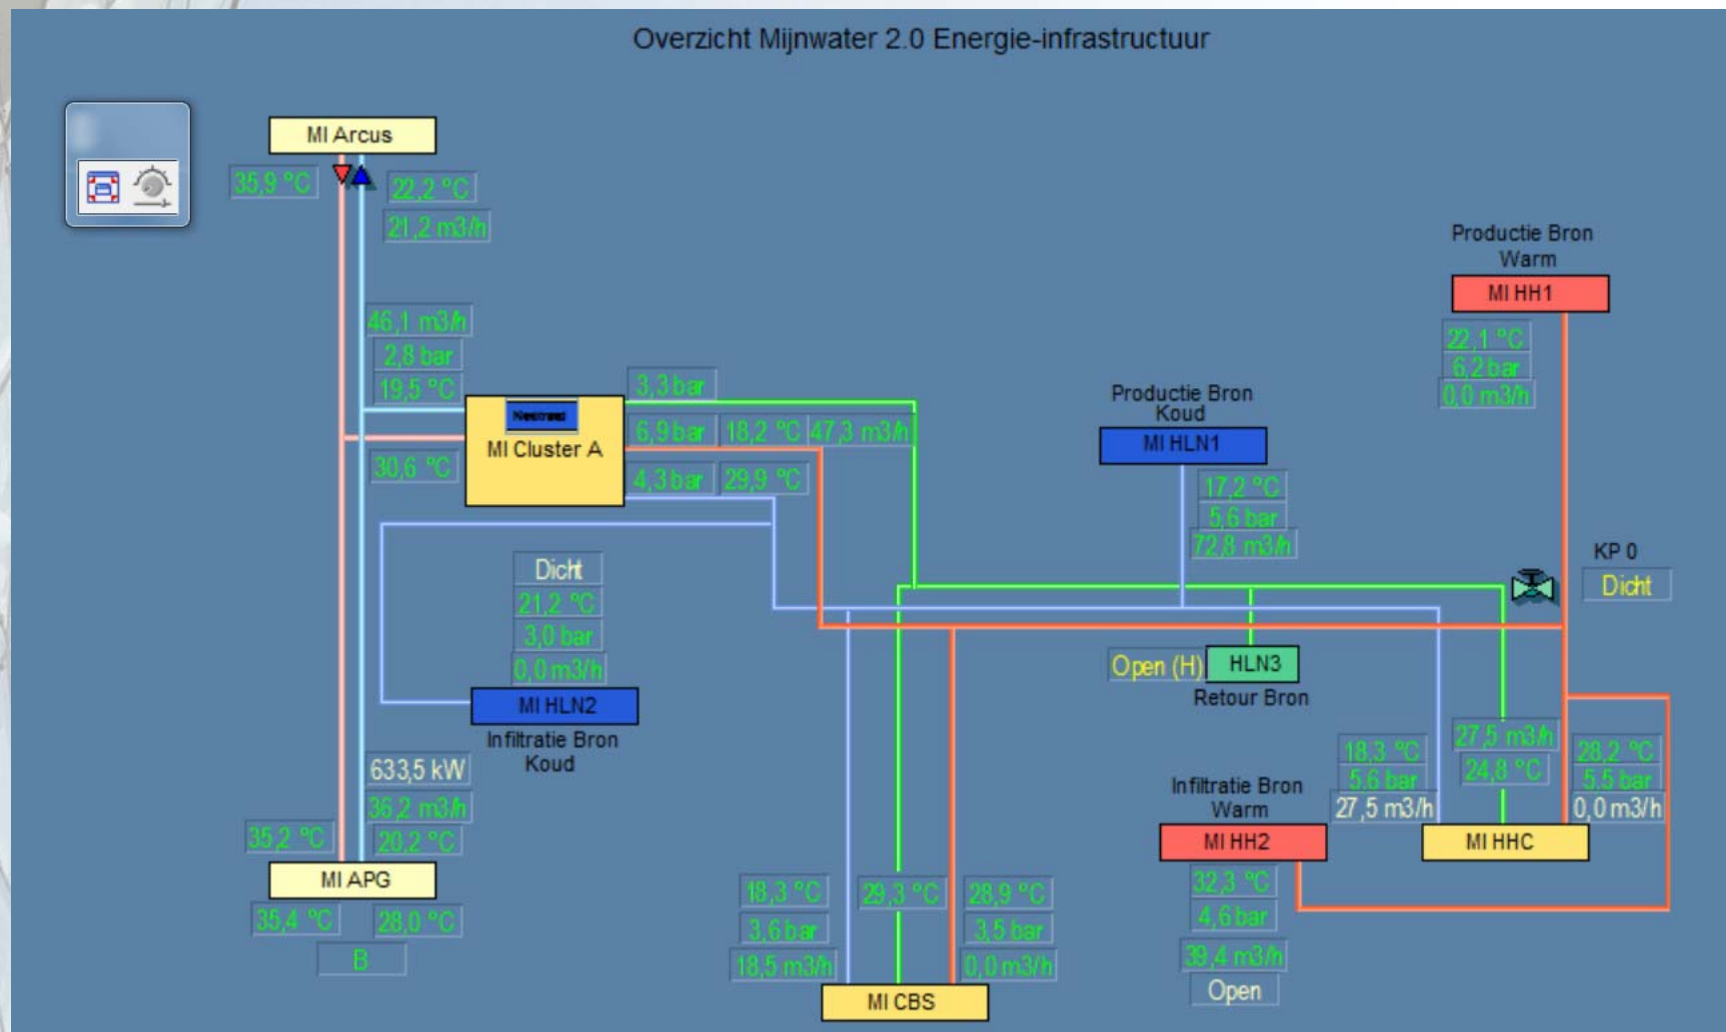 Overzicht Mijnwater 2.0 Energie-infrastructuur
MI Arcus
35,9 °C
22,2 °C
21,2 m3/h
Productie Bron
Warm
MI HH1
22,1 °C
6,2 bar
0,0 m3/h
46,1 m3/h
2,8 bar
19,5 °C
30,6 °C
MI Cluster A
3,3 bar
6,9 bar
18,2 °C
47,3 m3/h
4,3 bar
29,9 °C
Productie Bron
Koud
MI HLN1
17,2 °C
5,6 bar
72,8 m3/h
KP 0
Dicht
Dicht
21,2 °C
3,0 bar
0,0 m3/h
MI HLN2
Infiltratie Bron
Koud
Open (H)
HLN3
Retour Bron
633,5 kW
36,2 m3/h
35,2 °C
20,2 °C
MI APG
35,4 °C
28,0 °C
B
18,3 °C
3,6 bar
18,5 m3/h
29,3 °C
28,9 °C
3,5 bar
0,0 m3/h
MI CBS
Infiltratie Bron
Warm
MI HH2
32,3 °C
4,6 bar
39,4 m3/h
Open
18,3 °C
5,6 bar
27,5 m3/h
27,5 m3/h
24,8 °C
28,2 °C
5,5 bar
0,0 m3/h
MI HHC